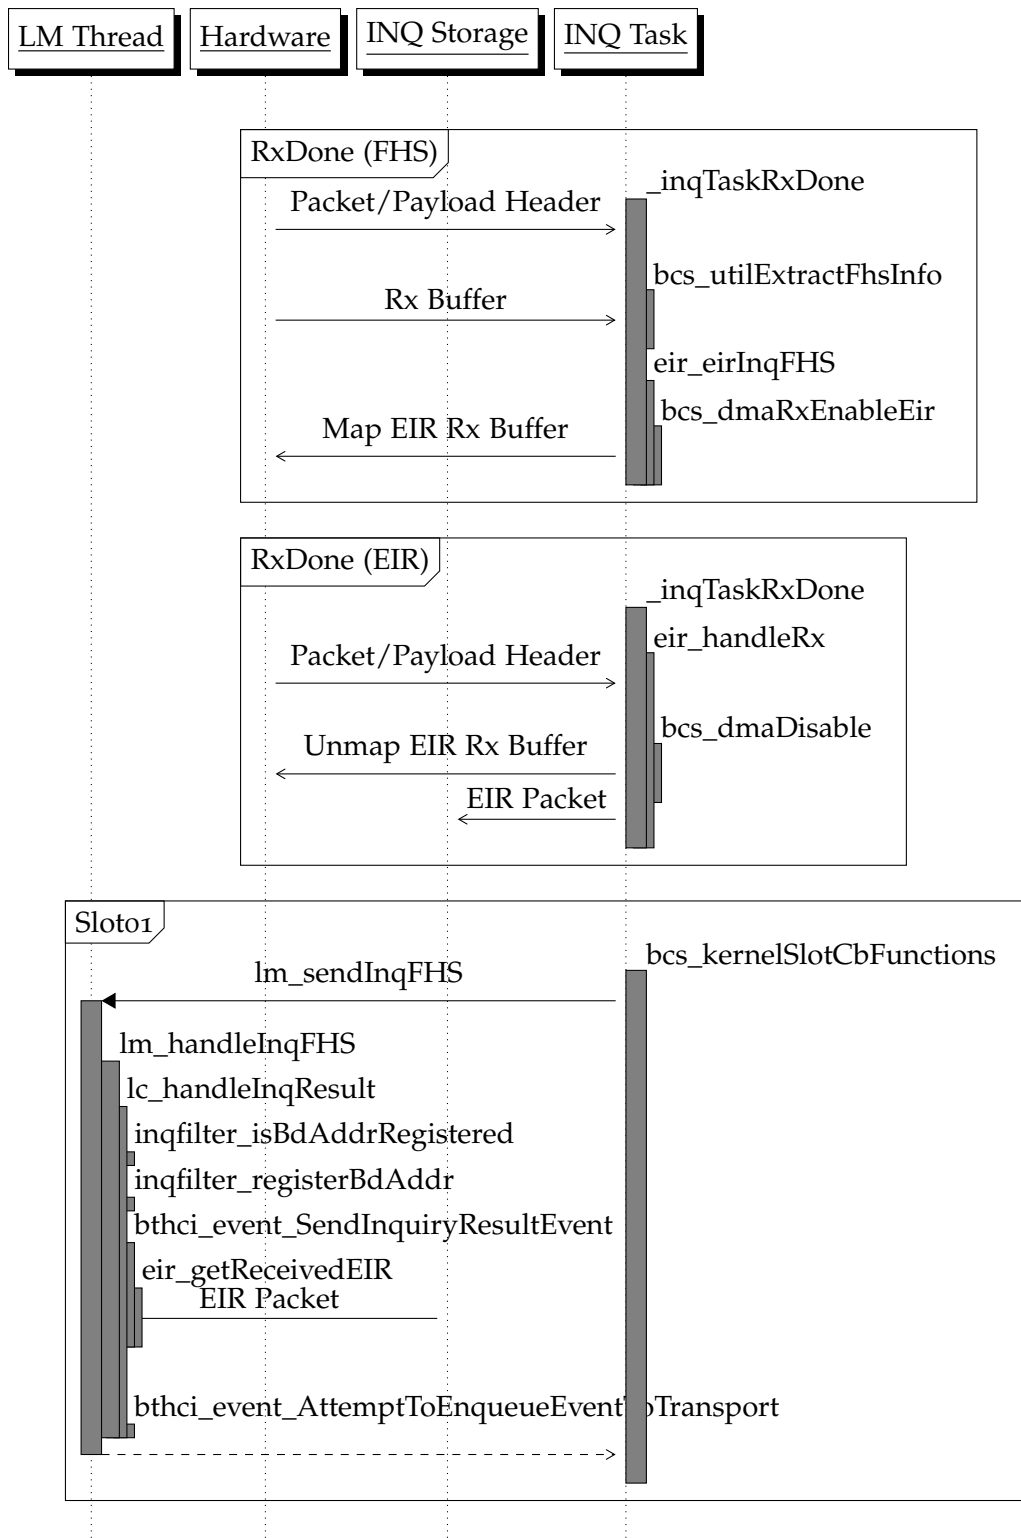 LM Thread
Hardware
INQ Storage
INQ Task
RxDone (FHS)
_inqTaskRxDone
Packet/Payload Header
bcs_utilExtractFhsInfo
Rx Buffer
eir_eirInqFHS
bcs_dmaRxEnableEir
Map EIR Rx Buffer
RxDone (EIR)
_inqTaskRxDone
eir_handleRx
Packet/Payload Header
bcs_dmaDisable
Unmap EIR Rx Buffer
EIR Packet
Slot01
bcs_kernelSlotCbFunctions
lm_sendInqFHS
lm_handleInqFHS
lc_handleInqResult
inqfilter_isBdAddrRegistered
inqfilter_registerBdAddr
bthci_event_SendInquiryResultEvent
eir_getReceivedEIR
EIR Packet
bthci_event_AttemptToEnqueueEventToTransport